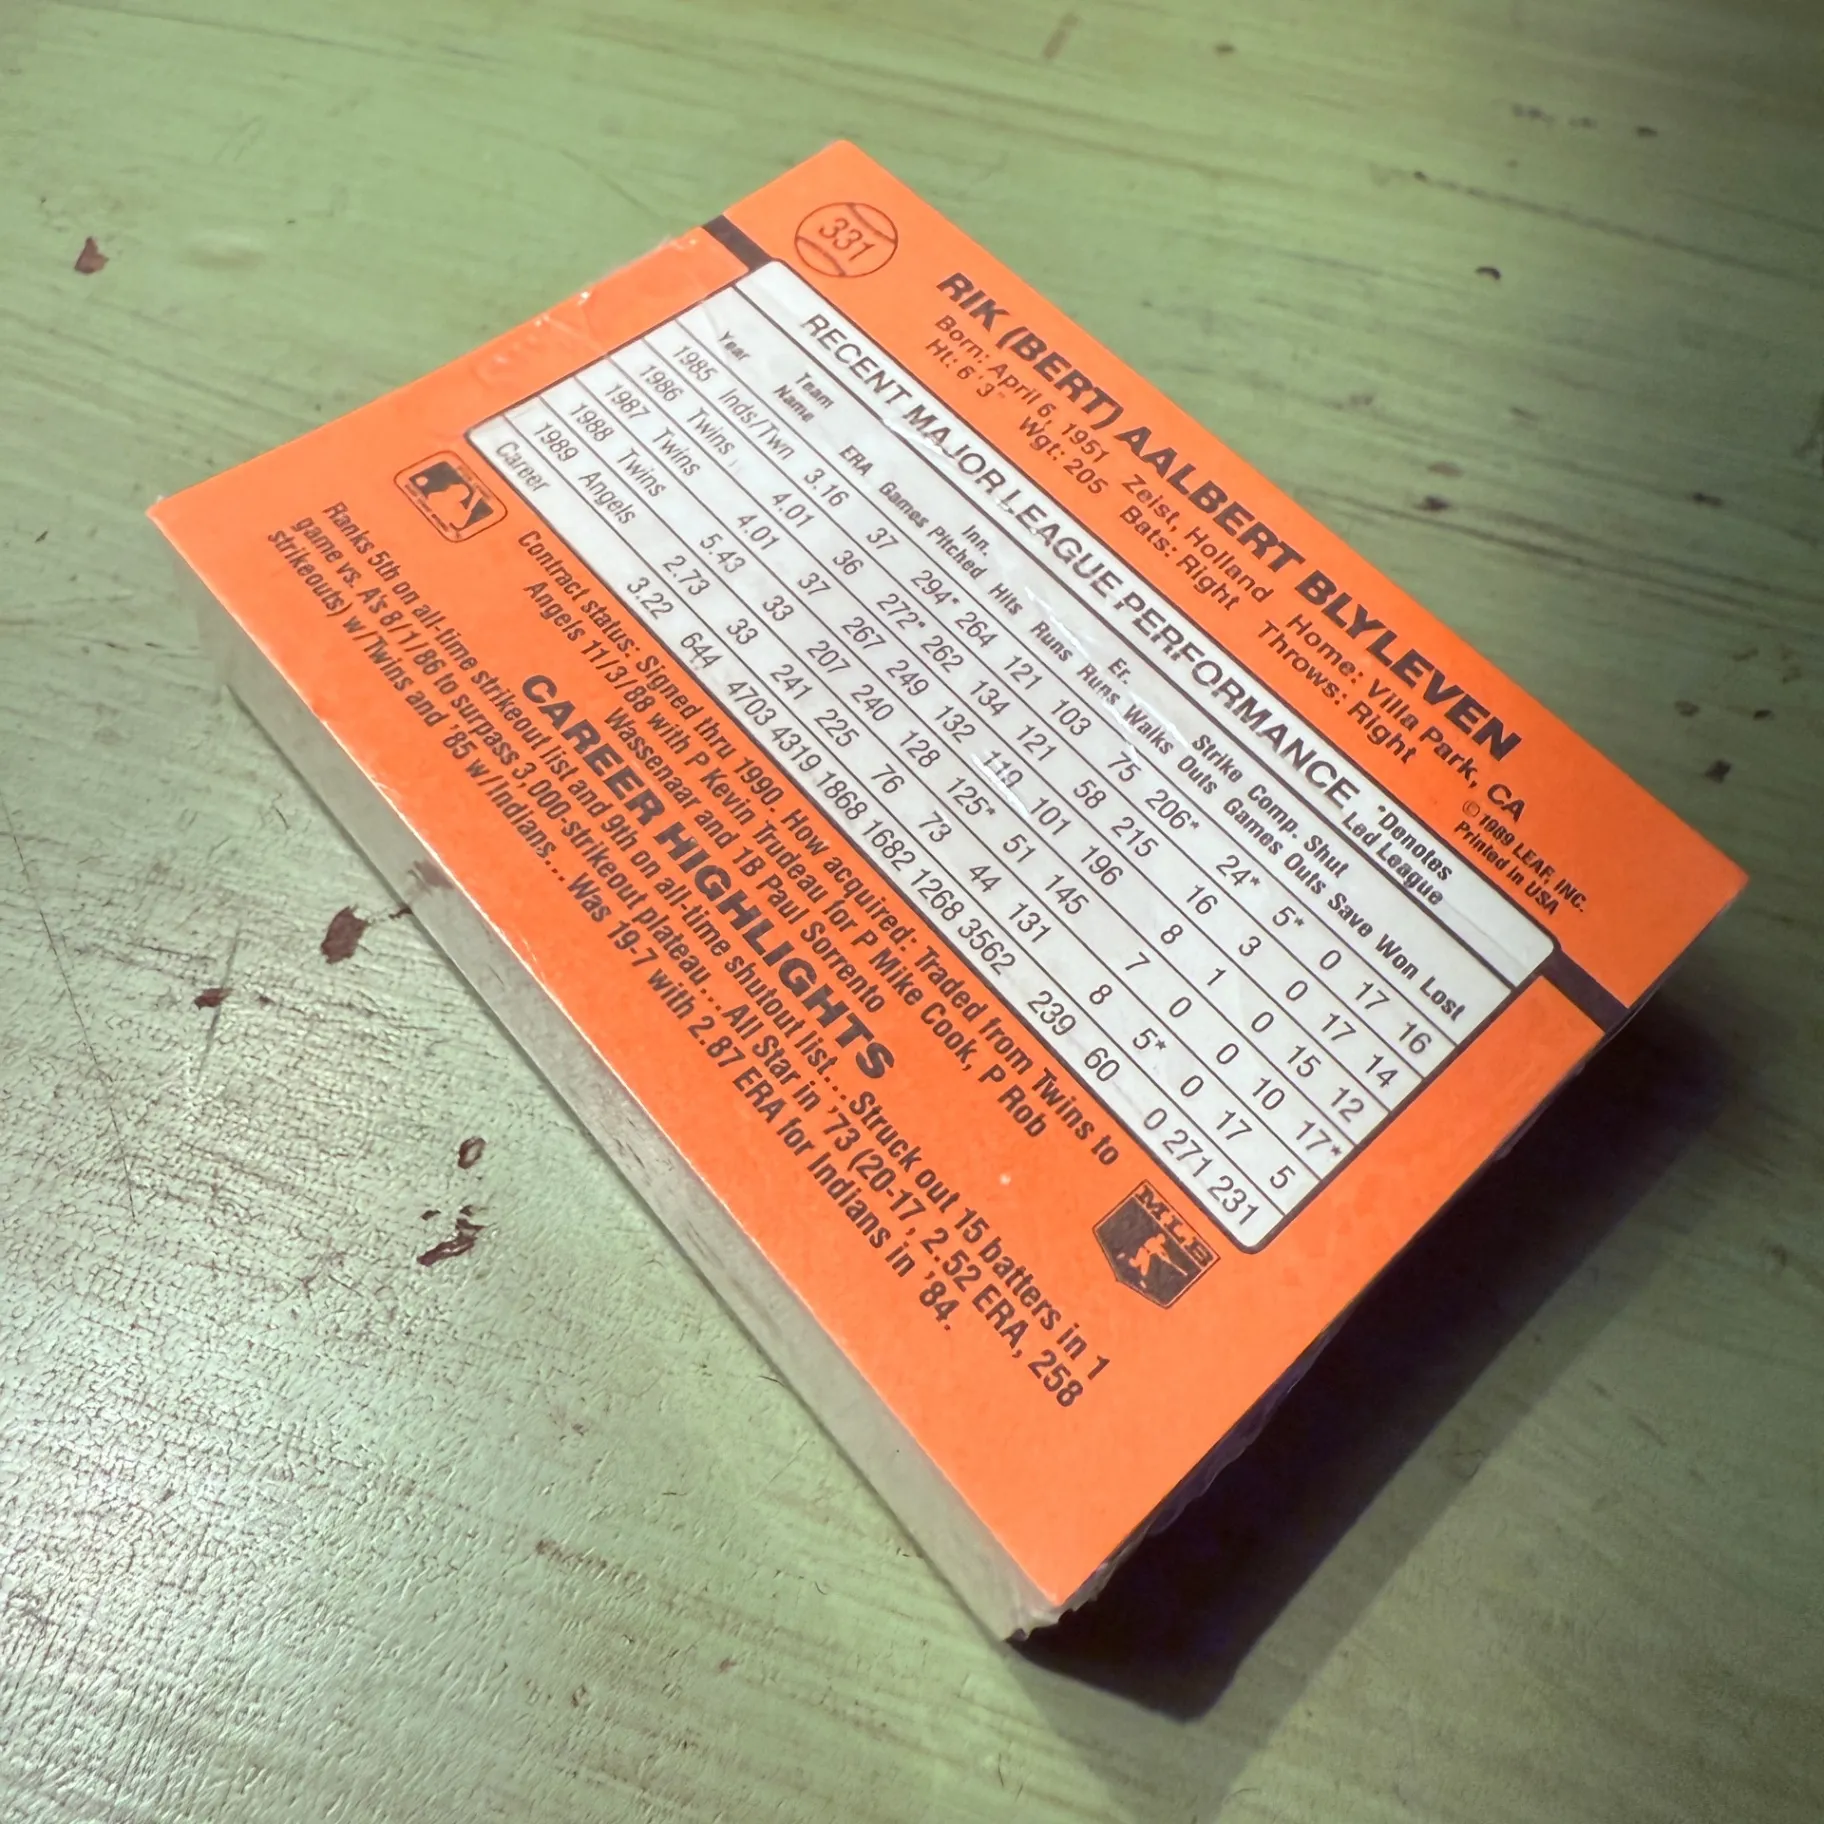 331
RIK (BERT) AALBERT BLYLEVEN
Born: April 6, 1951 Zeist, Holland Home: Villa Park, CA
Ht: 6'3" Wgt: 205 Bats: Right Throws: Right
© 1989 LEAF, INC.
Printed in USA
RECENT MAJOR LEAGUE PERFORMANCE *Denotes Led League
Year Team Name ERA Games Inn. Pitched Hits Runs Er. Runs Walks Strike Outs Comp. Games Shut Outs Save Won Lost
1985 Inds/Twn 3.16 37 294* 264 121 103 75 206* 24* 5* 0 17 16
1986 Twins 4.01 36 272* 262 134 121 58 215 16 3 0 17 14
1987 Twins 4.01 37 267 249 132 119 101 196 8 1 0 15 12
1988 Twins 5.43 33 207 240 128 125* 51 145 7 0 0 10 17*
1989 Angels 2.73 33 241 225 76 73 44 131 8 5* 0 17 5
Career 3.22 644 4703 4319 1868 1682 1268 3562 239 60 0 271 231
Contract status: Signed thru 1990. How acquired: Traded from Twins to
Angels 11/3/88 with P Kevin Trudeau for P Mike Cook, P Rob
Wassenaar and 1B Paul Sorrento
MLB
CAREER HIGHLIGHTS
Ranks 5th on all-time strikeout list and 9th on all-time shutout list...Struck out 15 batters in 1
game vs. A's 8/1/86 to surpass 3,000-strikeout plateau...All Star in '73 (20-17, 2.52 ERA, 258
strikeouts) w/Twins and '85 w/Indians...Was 19-7 with 2.87 ERA for Indians in '84.